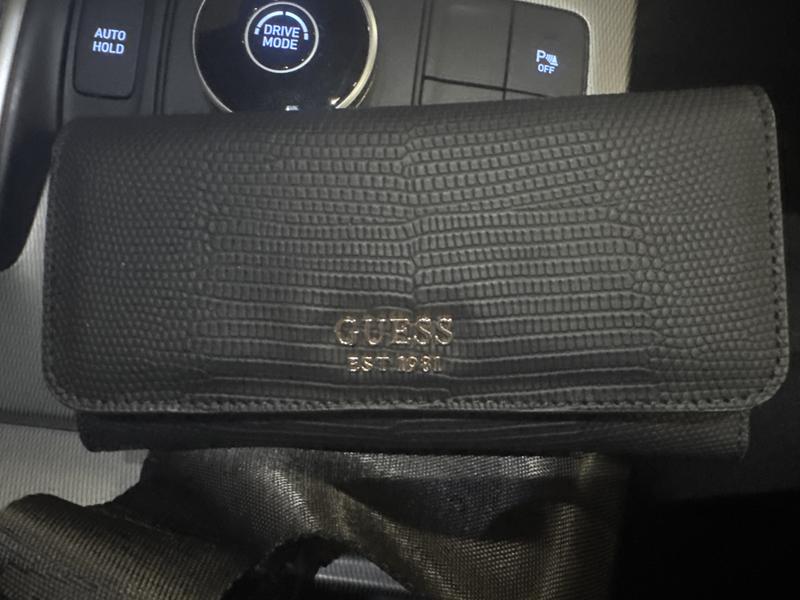 AUTO
HOLD
DRIVE
MODE
P
OFF
GUESS
EST 1981